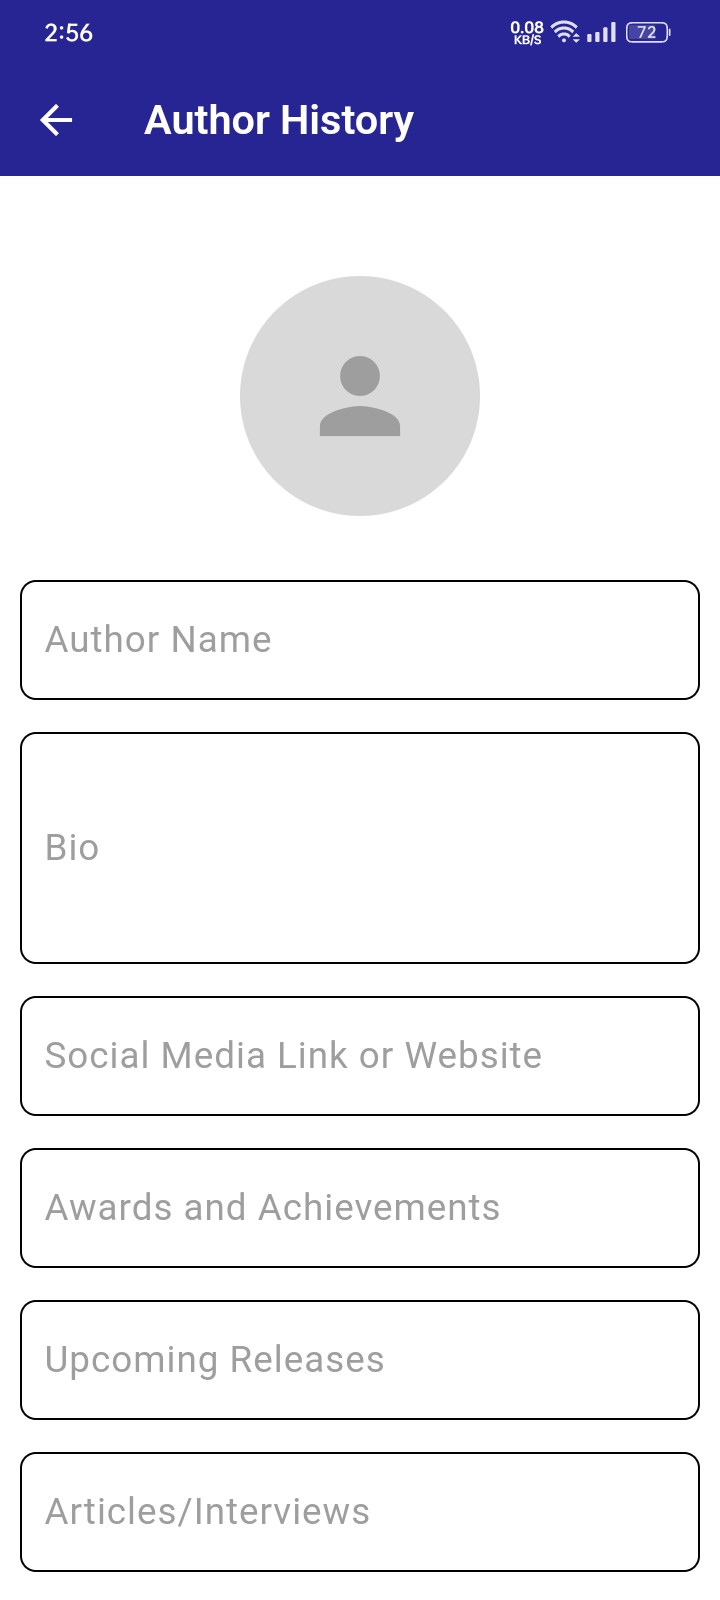 2:56
0.08
KB/S
72
Author History
Author Name
Bio
Social Media Link or Website
Awards and Achievements
Upcoming Releases
Articles/Interviews